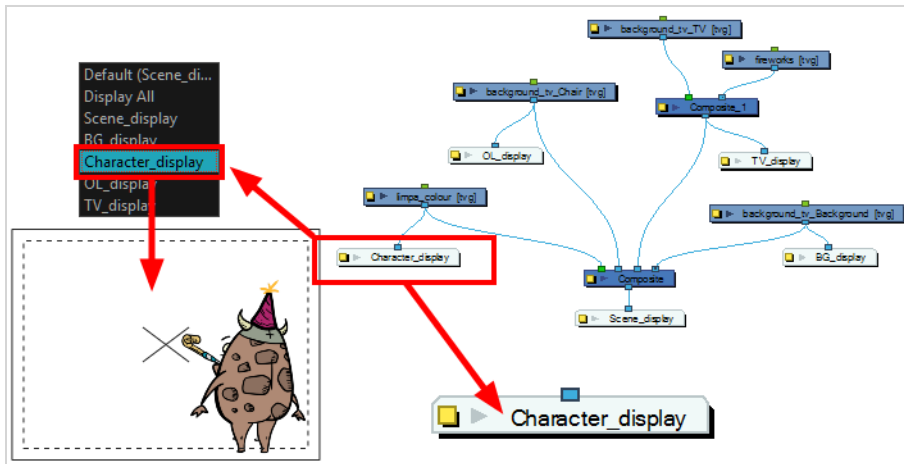 Default (Scene_di...
Display All
Scene_display
BG_display
Character_display
OL_display
TV_display
background_tv_TV [tvg]
fireworks [tvg]
background_tv_Chair [tvg]
Composite_1
OL_display
TV_display
limpa_colour [tvg]
background_tv_Background [tvg]
Character_display
BG_display
Composite
Scene_display
Character_display